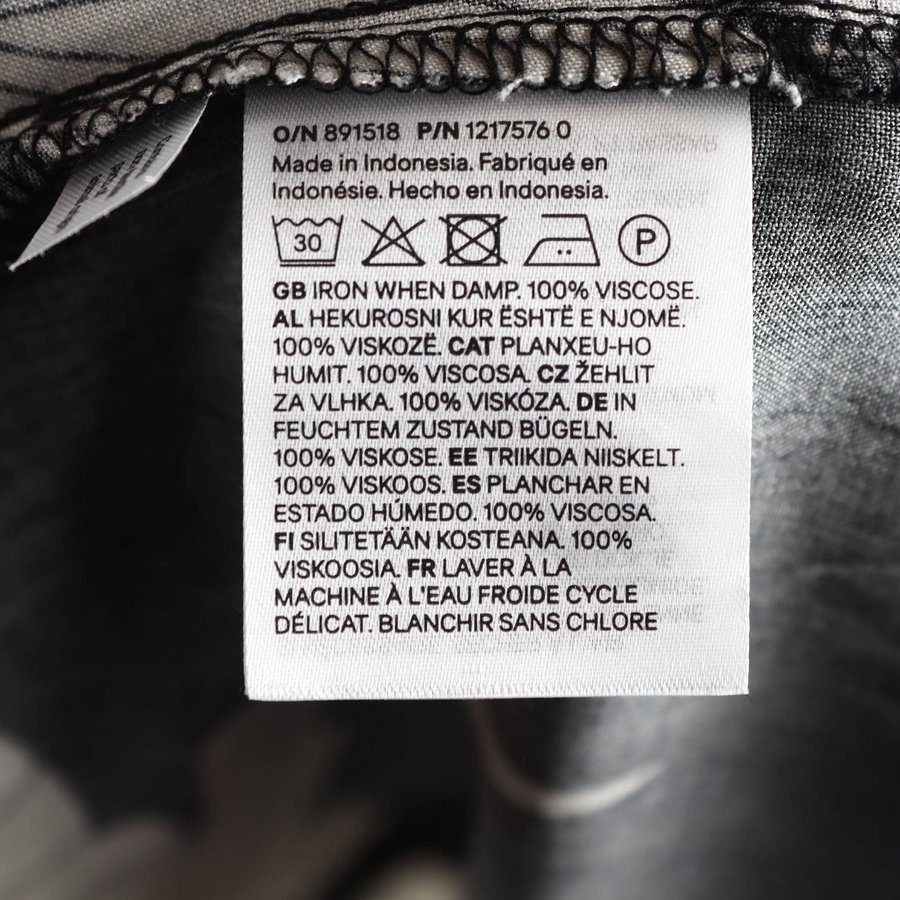 O/N 891518 P/N 1217576 0
Made in Indonesia. Fabriqué en
Indonésie. Hecho en Indonesia.
30 P
GB IRON WHEN DAMP. 100% VISCOSE.
AL HEKUROSNI KUR ËSHTË E NJOMË.
100% VISKOZË. CAT PLANXEU-HO
HUMIT. 100% VISCOSA. CZ ŽEHLIT
ZA VLHKA. 100% VISKÓZA. DE IN
FEUCHTEM ZUSTAND BÜGELN.
100% VISKOSE. EE TRIIKIDA NIISKELT.
100% VISKOOS. ES PLANCHAR EN
ESTADO HÚMEDO. 100% VISCOSA.
FI SILITETÄÄN KOSTEANA. 100%
VISKOOSIA. FR LAVER À LA
MACHINE À L'EAU FROIDE CYCLE
DÉLICAT. BLANCHIR SANS CHLORE